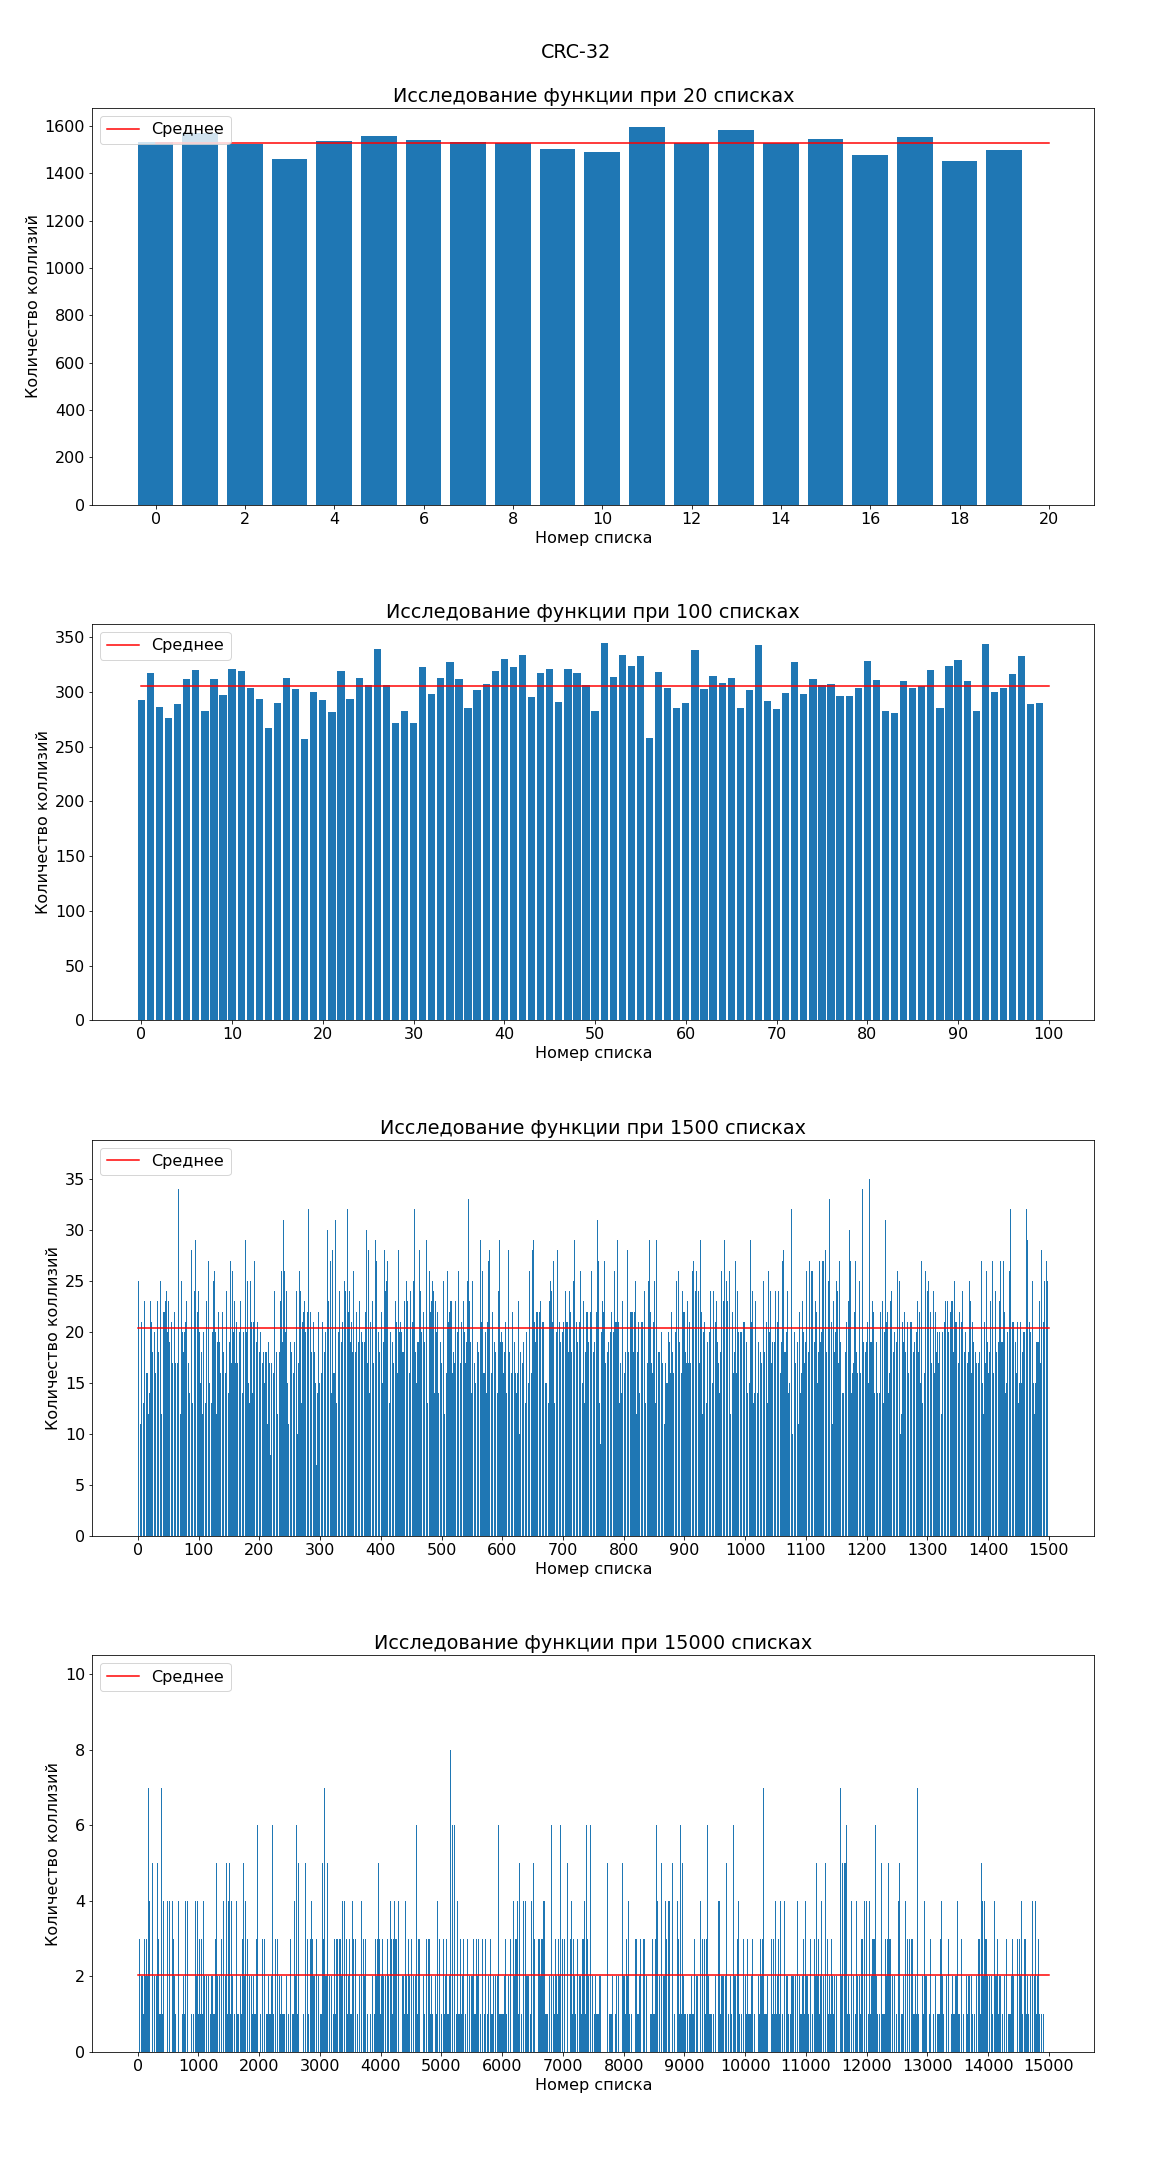 CRC-32
Исследование функции при 20 списках
Среднее
Количество коллизий
1600
1400
1200
1000
800
600
400
200
0
0 2 4 6 8 10 12 14 16 18 20
Номер списка
Исследование функции при 100 списках
Среднее
Количество коллизий
350
300
250
200
150
100
50
0
0 10 20 30 40 50 60 70 80 90 100
Номер списка
Исследование функции при 1500 списках
Среднее
Количество коллизий
35
30
25
20
15
10
5
0
0 100 200 300 400 500 600 700 800 900 1000 1100 1200 1300 1400 1500
Номер списка
Исследование функции при 15000 списках
Среднее
Количество коллизий
10
8
6
4
2
0
0 1000 2000 3000 4000 5000 6000 7000 8000 9000 10000 11000 12000 13000 14000 15000
Номер списка